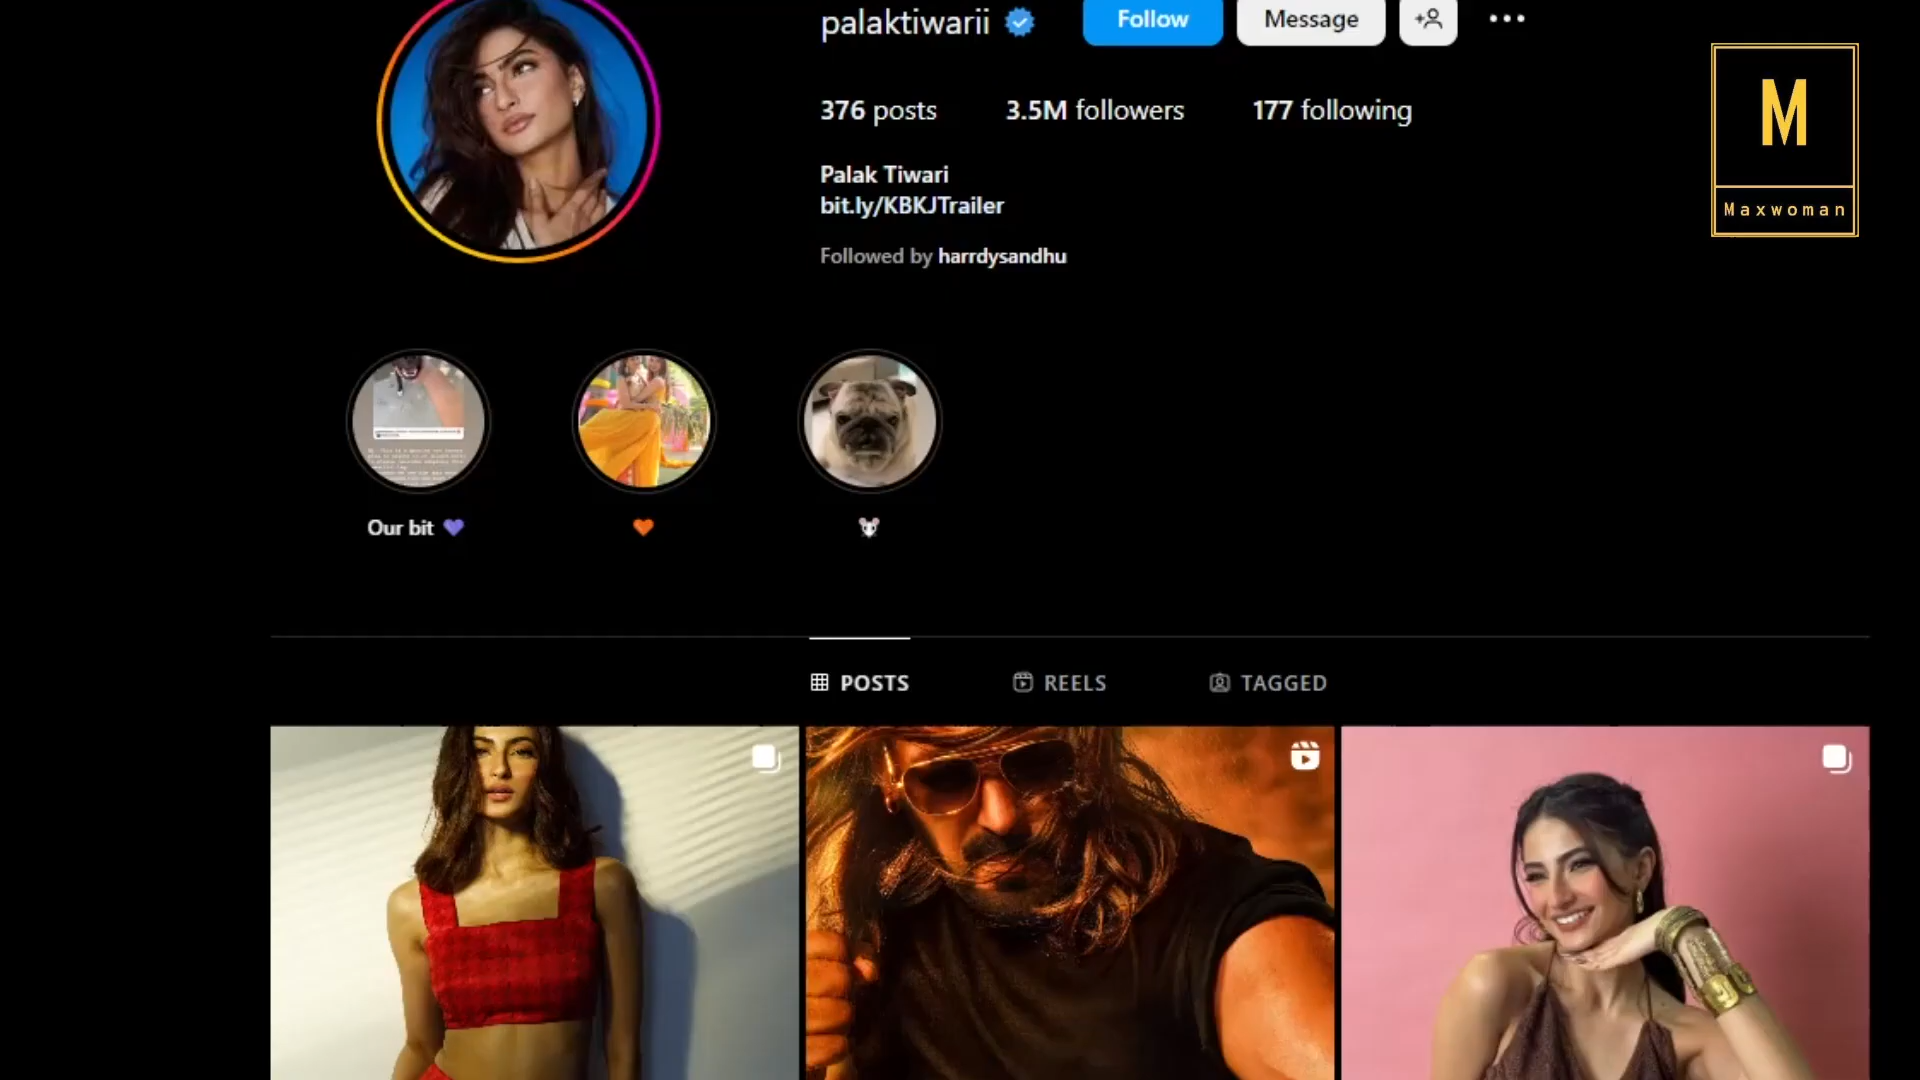 palaktiwarii
Follow
Message
376 posts
3.5M followers
177 following
Palak Tiwari
bit.ly/KBKJTrailer
Followed by harrdysandhu
M
Maxwoman
Our bit 💜
🧡
🐭
POSTS
REELS
TAGGED